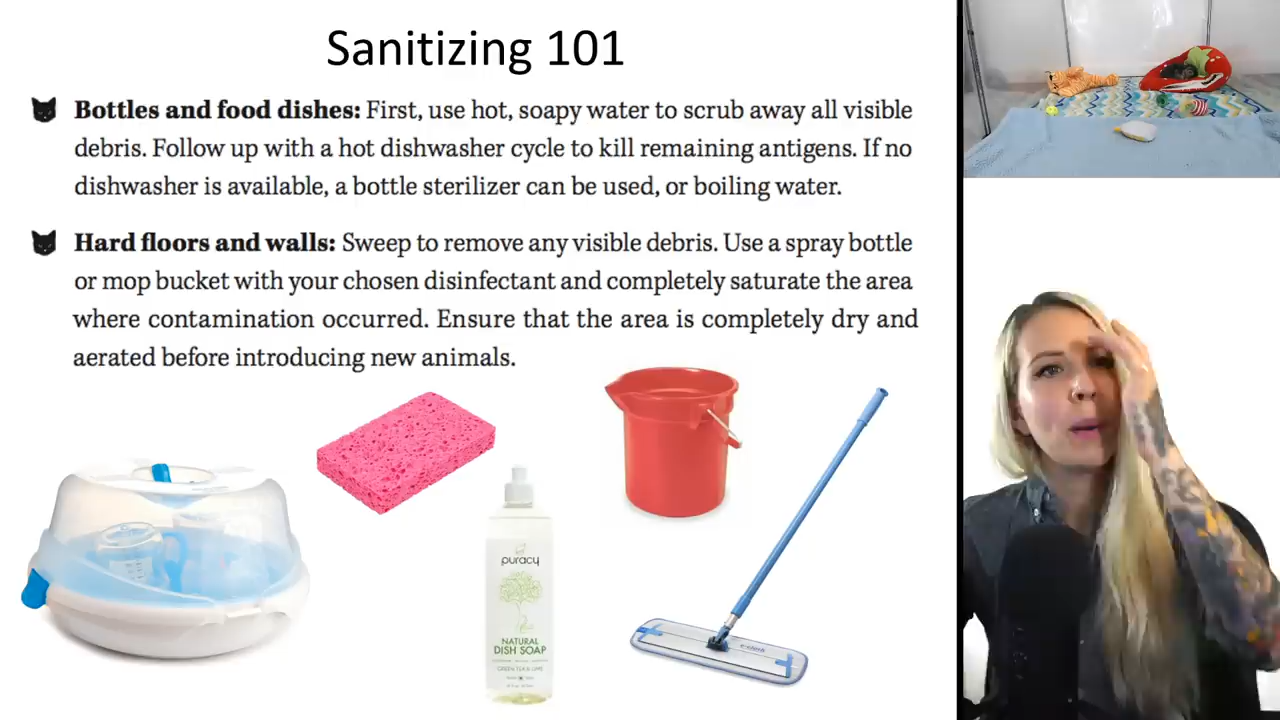 Sanitizing 101
Bottles and food dishes: First, use hot, soapy water to scrub away all visible
debris. Follow up with a hot dishwasher cycle to kill remaining antigens. If no
dishwasher is available, a bottle sterilizer can be used, or boiling water.
Hard floors and walls: Sweep to remove any visible debris. Use a spray bottle
or mop bucket with your chosen disinfectant and completely saturate the area
where contamination occurred. Ensure that the area is completely dry and
aerated before introducing new animals.
puracy
NATURAL
DISH SOAP
GREEN TEA & LIME